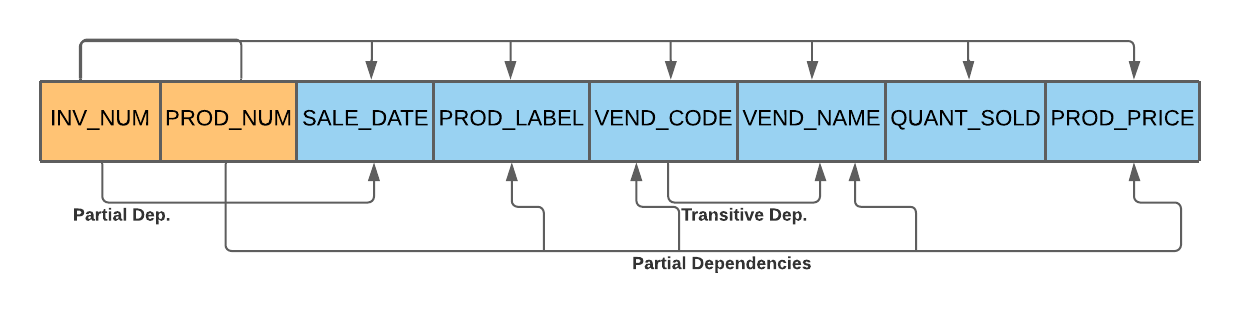 INV_NUM PROD_NUM SALE_DATE PROD_LABEL VEND_CODE VEND_NAME QUANT_SOLD PROD_PRICE
Partial Dep. Transitive Dep.
Partial Dependencies